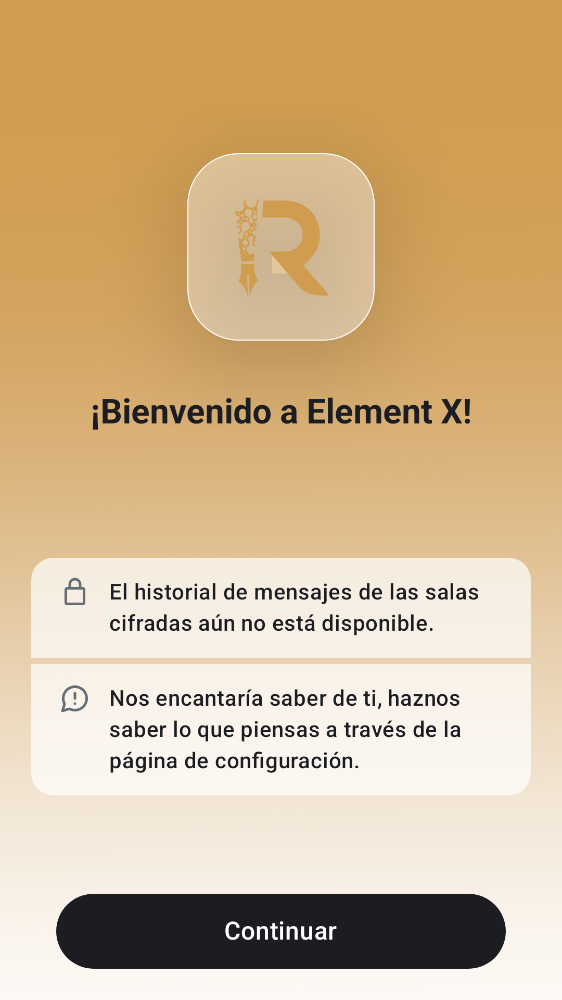 ¡Bienvenido a Element X!
El historial de mensajes de las salas
cifradas aún no está disponible.
Nos encantaría saber de ti, haznos
saber lo que piensas a través de la
página de configuración.
Continuar